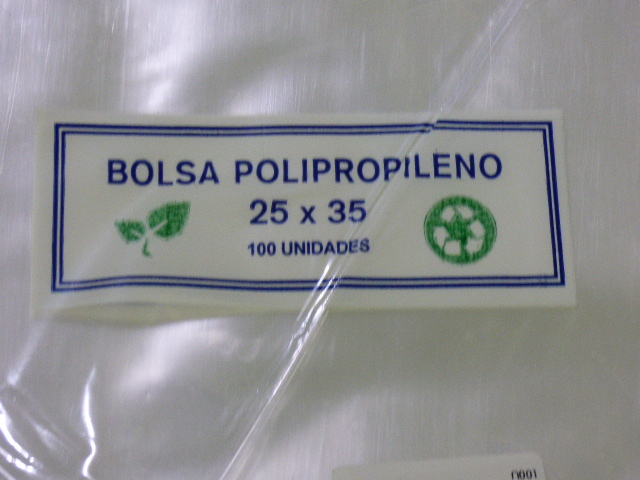 BOLSA POLIPROPILENO
25 x 35
100 UNIDADES